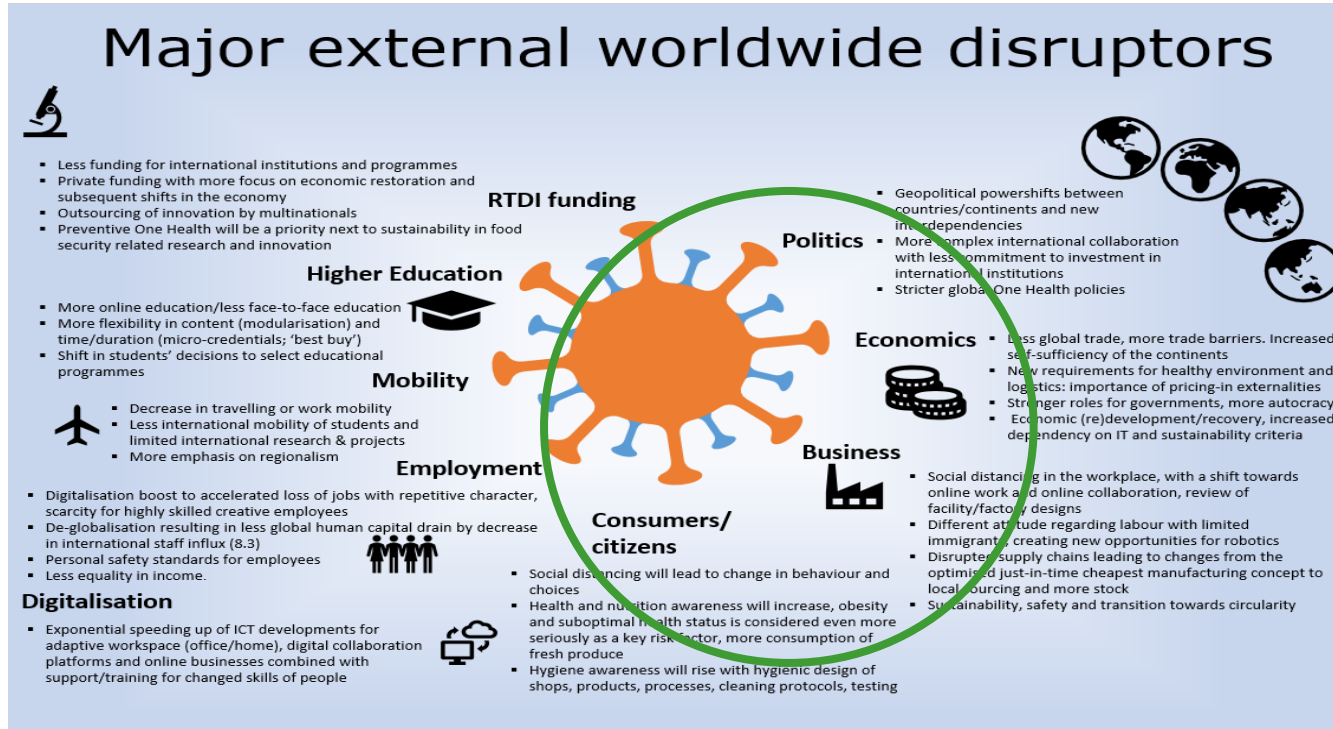 Major external worldwide disruptors
▪ Less funding for international institutions and programmes
▪ Private funding with more focus on economic restoration and
subsequent shifts in the economy
▪ Outsourcing of innovation by multinationals
▪ Preventive One Health will be a priority next to sustainability in food
security related research and innovation
RTDI funding
Higher Education
▪ More online education/less face-to-face education
▪ More flexibility in content (modularisation) and
time/duration (micro-credentials; ‘best buy’)
▪ Shift in students’ decisions to select educational
programmes
Mobility
▪ Decrease in travelling or work mobility
▪ Less international mobility of students and
limited international research & projects
▪ More emphasis on regionalism
Employment
▪ Digitalisation boost to accelerated loss of jobs with repetitive character,
scarcity for highly skilled creative employees
▪ De-globalisation resulting in less global human capital drain by decrease
in international staff influx (8.3)
▪ Personal safety standards for employees
▪ Less equality in income.
Digitalisation
▪ Exponential speeding up of ICT developments for
adaptive workspace (office/home), digital collaboration
platforms and online businesses combined with
support/training for changed skills of people
Consumers/
citizens
▪ Social distancing will lead to change in behaviour and
choices
▪ Health and nutrition awareness will increase, obesity
and suboptimal health status is considered even more
seriously as a key risk factor, more consumption of
fresh produce
▪ Hygiene awareness will rise with hygienic design of
shops, products, processes, cleaning protocols, testing
Politics
▪ Geopolitical powershifts between
countries/continents and new
interdependencies
▪ More complex international collaboration
with less commitment to investment in
international institutions
▪ Stricter global One Health policies
Economics
▪ Less global trade, more trade barriers. Increased
self-sufficiency of the continents
▪ New requirements for healthy environment and
logistics: importance of pricing-in externalities
▪ Stronger roles for governments, more autocracy
▪ Economic (re)development/recovery, increased
dependency on IT and sustainability criteria
Business
▪ Social distancing in the workplace, with a shift towards
online work and online collaboration, review of
facility/factory designs
▪ Different attitude regarding labour with limited
immigrants creating new opportunities for robotics
▪ Disrupted supply chains leading to changes from the
optimised just-in-time cheapest manufacturing concept to
local sourcing and more stock
▪ Sustainability, safety and transition towards circularity